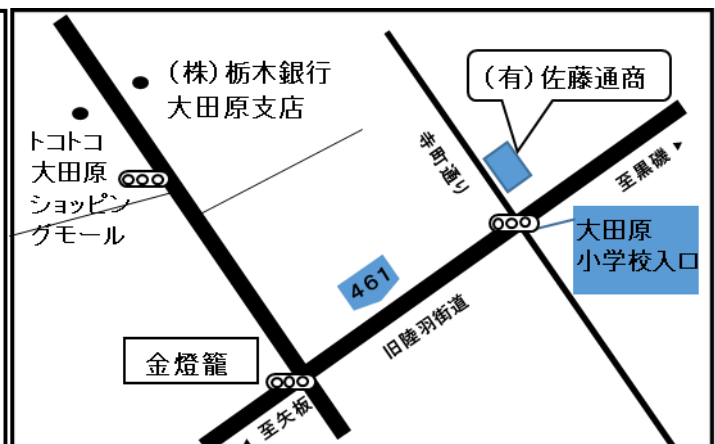 (株)栃木銀行
大田原支店
(有)佐藤通商
トコトコ
大田原
ショッピン
グモール
寺町通り
至黒磯
大田原
小学校入口
461
旧陸羽街道
金燈籠
至矢板